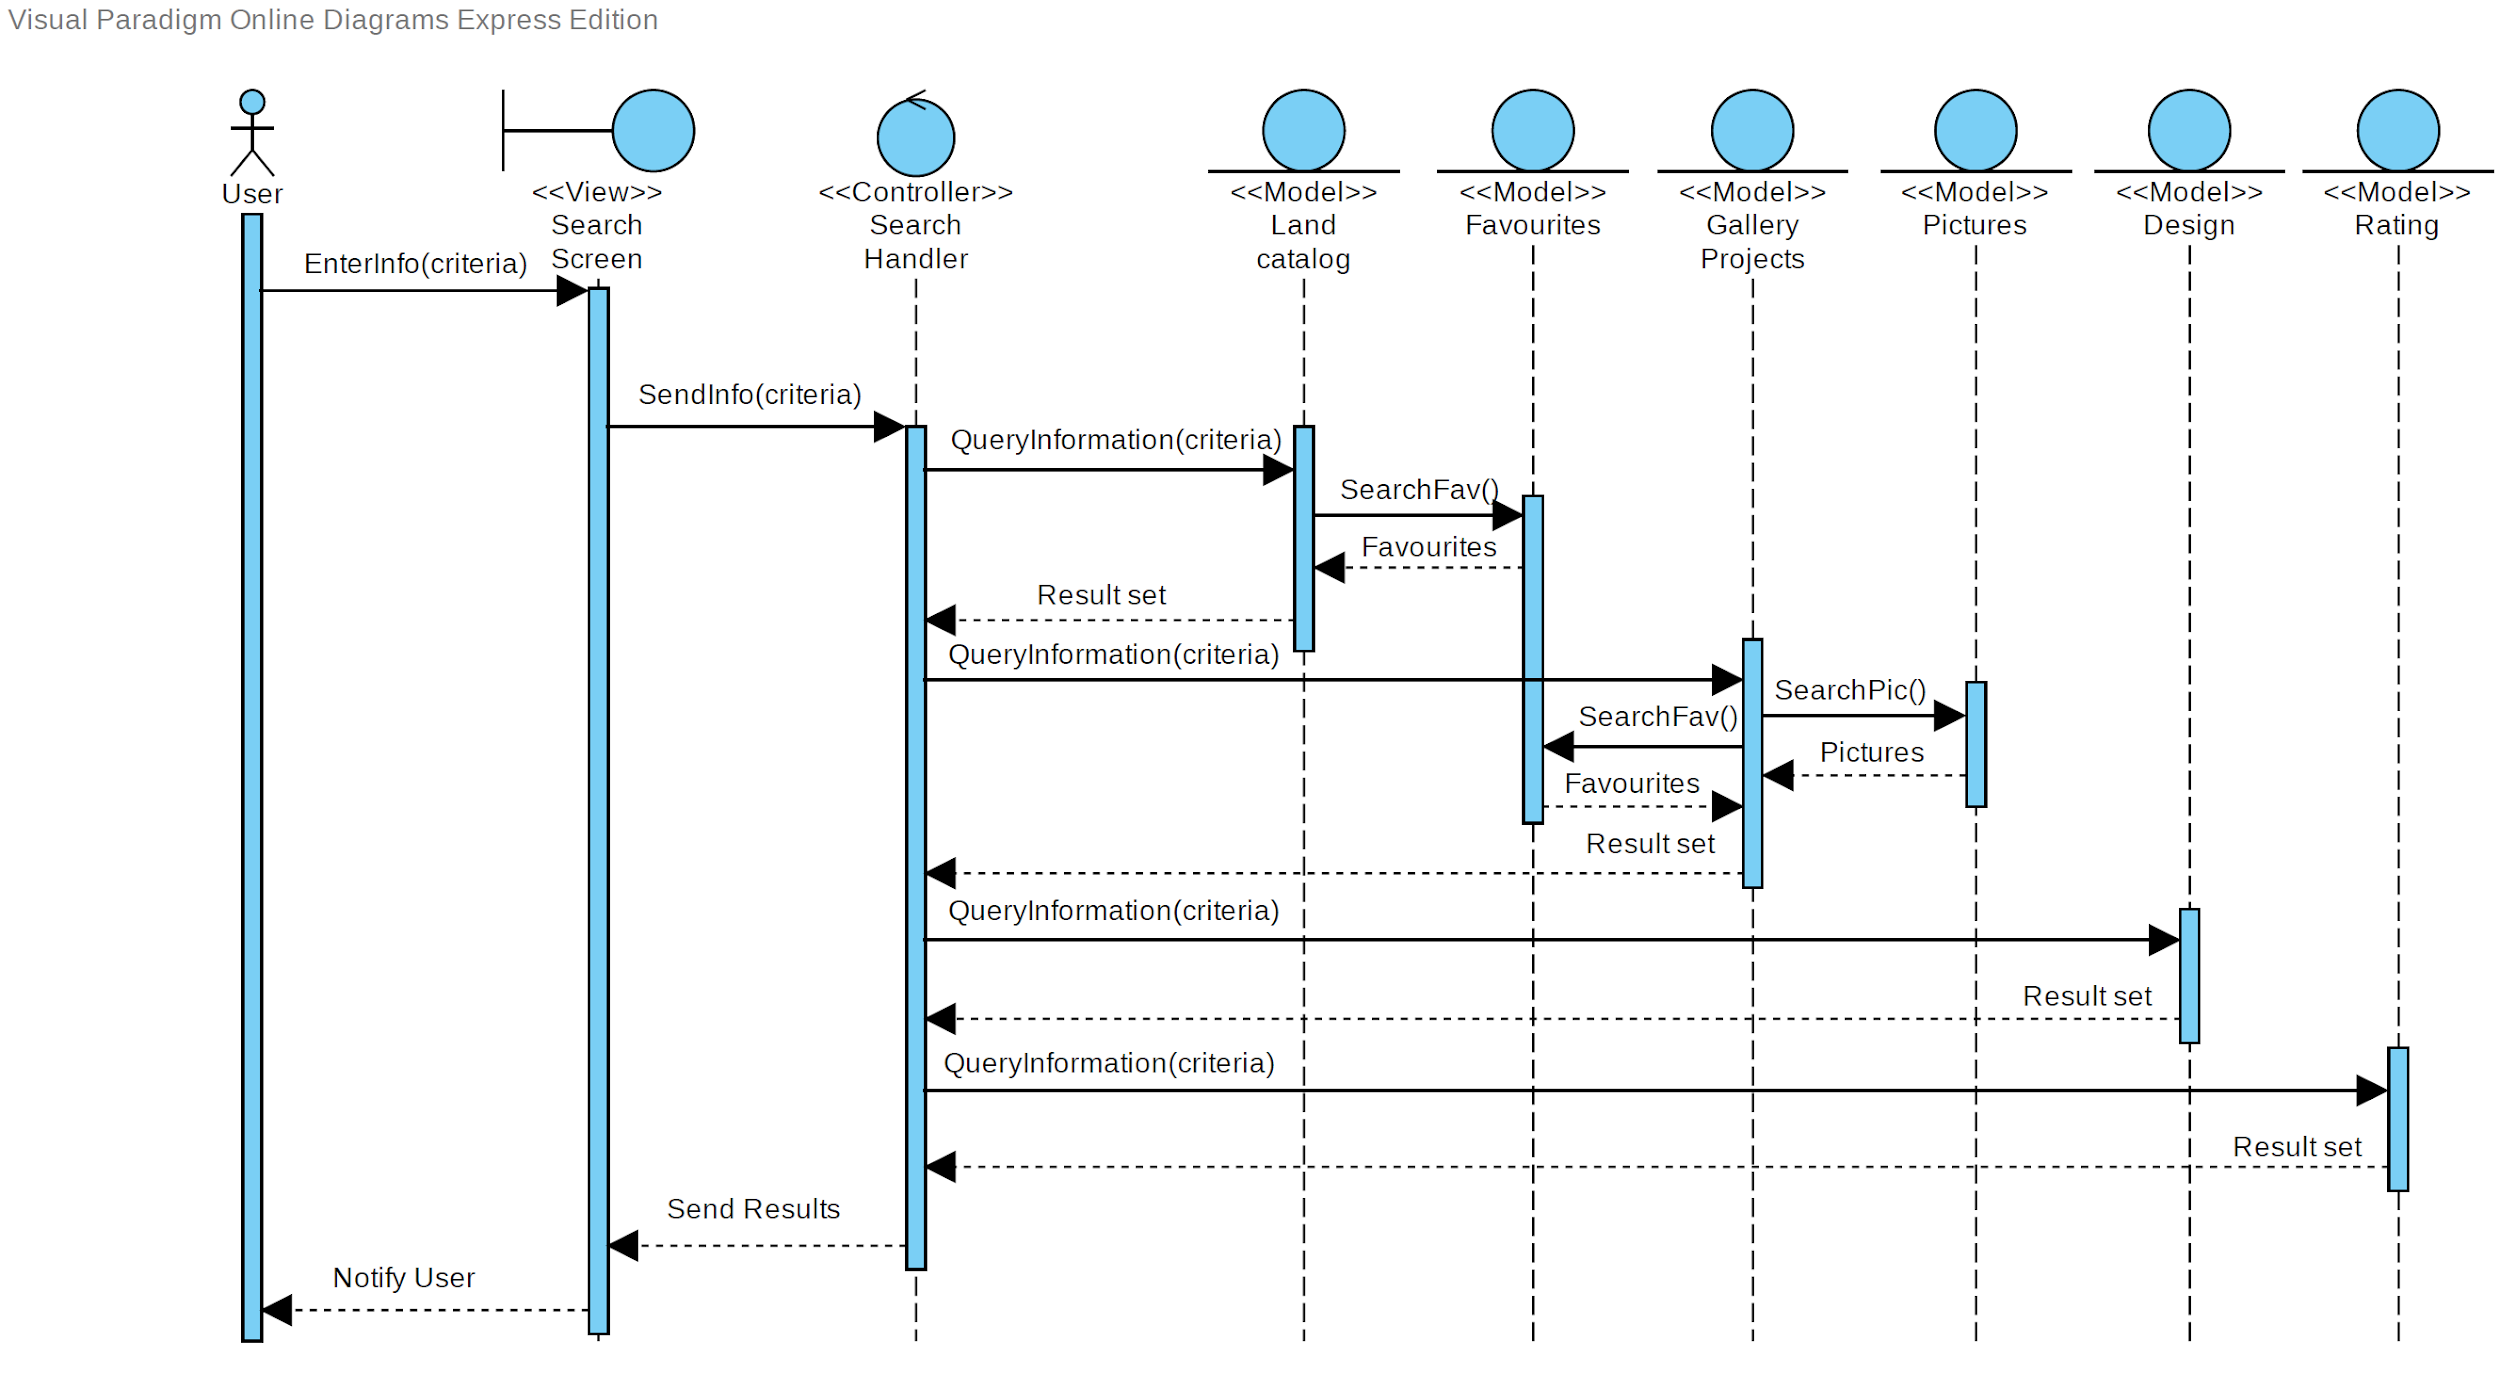 Visual Paradigm Online Diagrams Express Edition
User
<<View>>
Search
Screen
<<Controller>>
Search
Handler
<<Model>>
Land
catalog
<<Model>>
Favourites
<<Model>>
Gallery
Projects
<<Model>>
Pictures
<<Model>>
Design
<<Model>>
Rating
EnterInfo(criteria)
SendInfo(criteria)
QueryInformation(criteria)
SearchFav()
Favourites
Result set
QueryInformation(criteria)
SearchPic()
SearchFav()
Pictures
Favourites
Result set
QueryInformation(criteria)
Result set
QueryInformation(criteria)
Result set
Send Results
Notify User